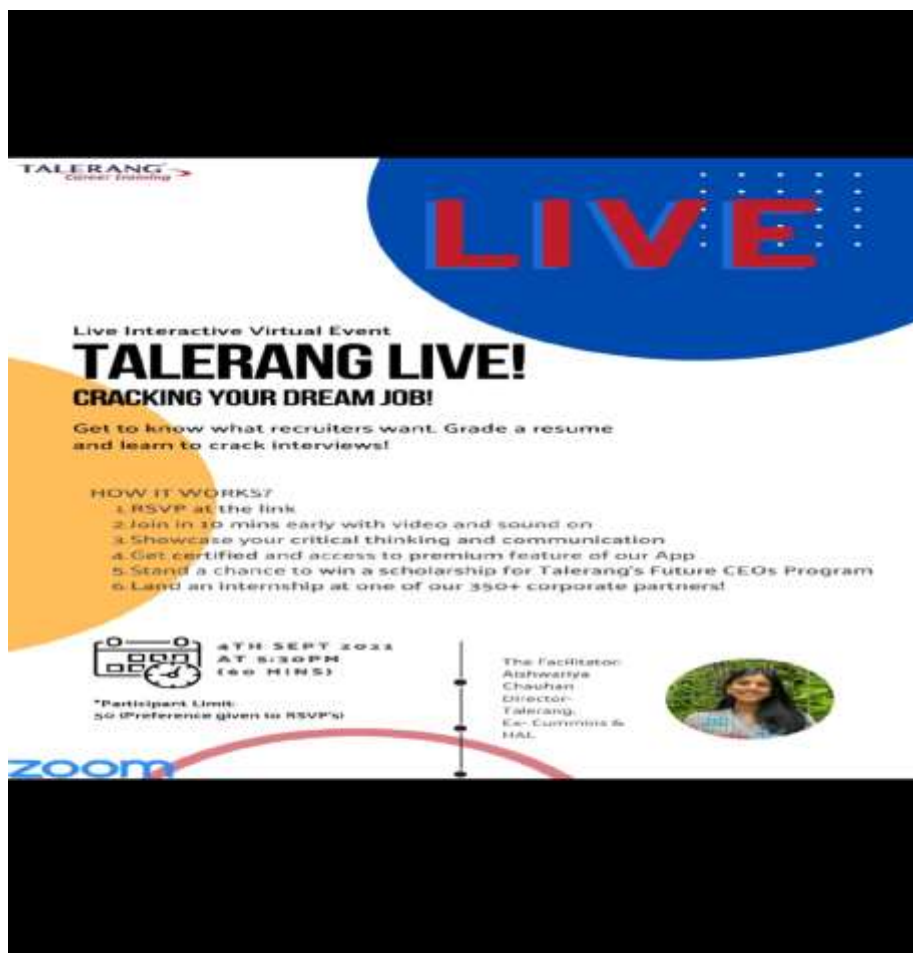 TALERANG
Career training
LIVE
Live Interactive Virtual Event
TALERANG LIVE!
CRACKING YOUR DREAM JOB!
Get to know what recruiters want. Grade a resume
and learn to crack interviews!
HOW IT WORKS?
1. RSVP at the link
2. Join in 10 mins early with video and sound on
3. Showcase your critical thinking and communication
4. Get certified and access to premium feature of our App
5. Stand a chance to win a scholarship for Talerang's Future CEOs Program
6. Land an internship at one of our 350+ corporate partners!
4TH SEPT 2021
AT 5:30PM
(60 MINS)
*Participant Limit:
50 (Preference given to RSVP's)
The Facilitator:
Aishwariya
Chauhan
Director-
Talerang,
Ex- Cummins &
HAL
zoom